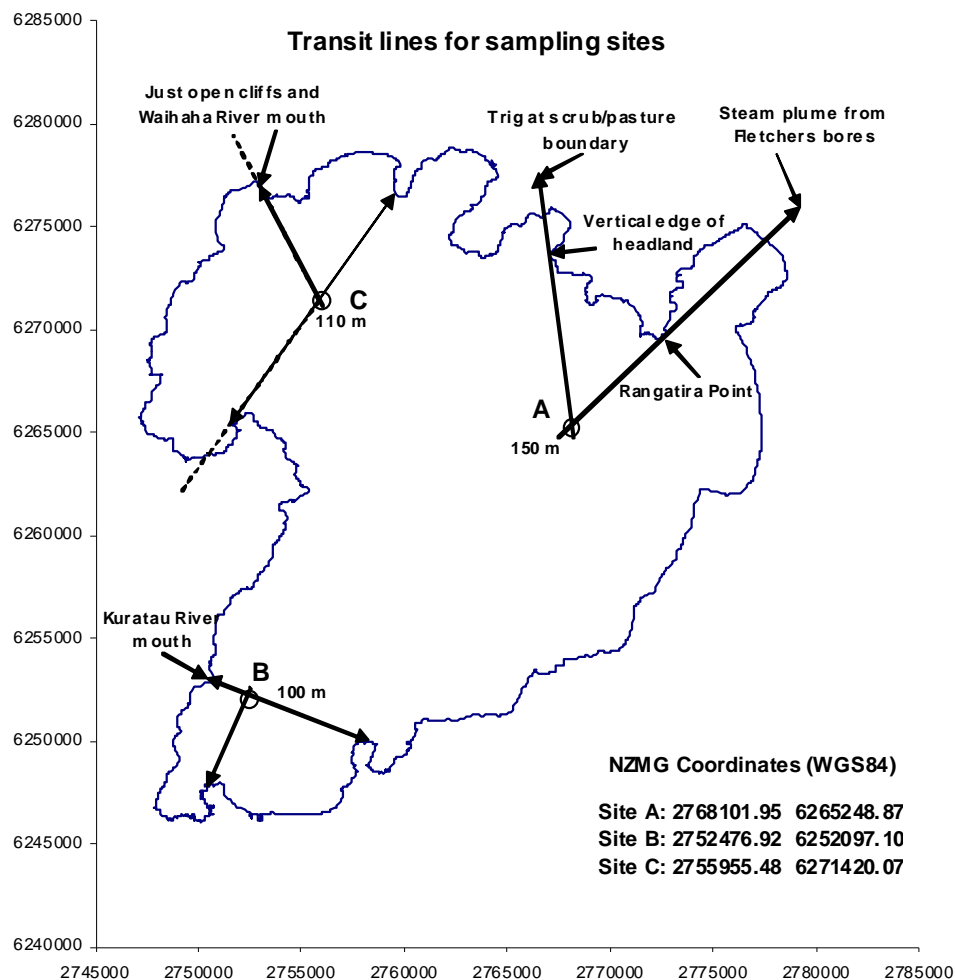 Transit lines for sampling sites
6285000
6280000
6275000
6270000
6265000
6260000
6255000
6250000
6245000
6240000
2745000 2750000 2755000 2760000 2765000 2770000 2775000 2780000 2785000
Just open cliffs and
Waihaha River mouth
Trig at scrub/pasture
boundary
Steam plume from
Fletchers bores
Vertical edge of
headland
C
110 m
Rangatira Point
A
150 m
Kuratau River
mouth
B
100 m
NZMG Coordinates (WGS84)
Site A: 2768101.95 6265248.87
Site B: 2752476.92 6252097.10
Site C: 2755955.48 6271420.07